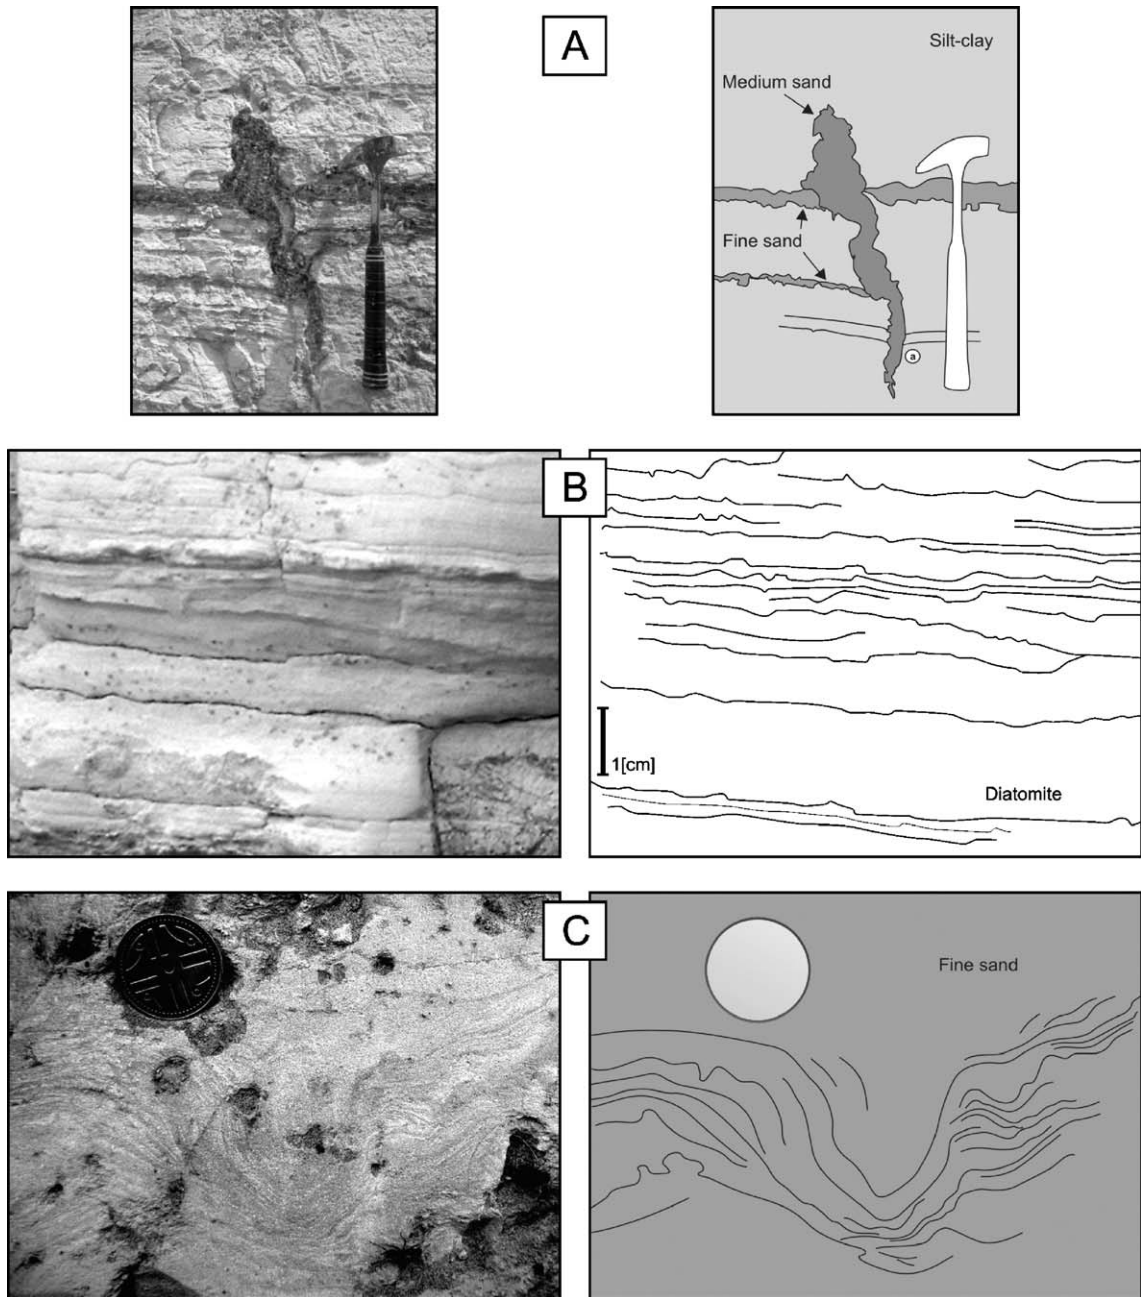 A
Silt-clay
Medium sand
Fine sand
a
B
1[cm]
Diatomite
C
Fine sand